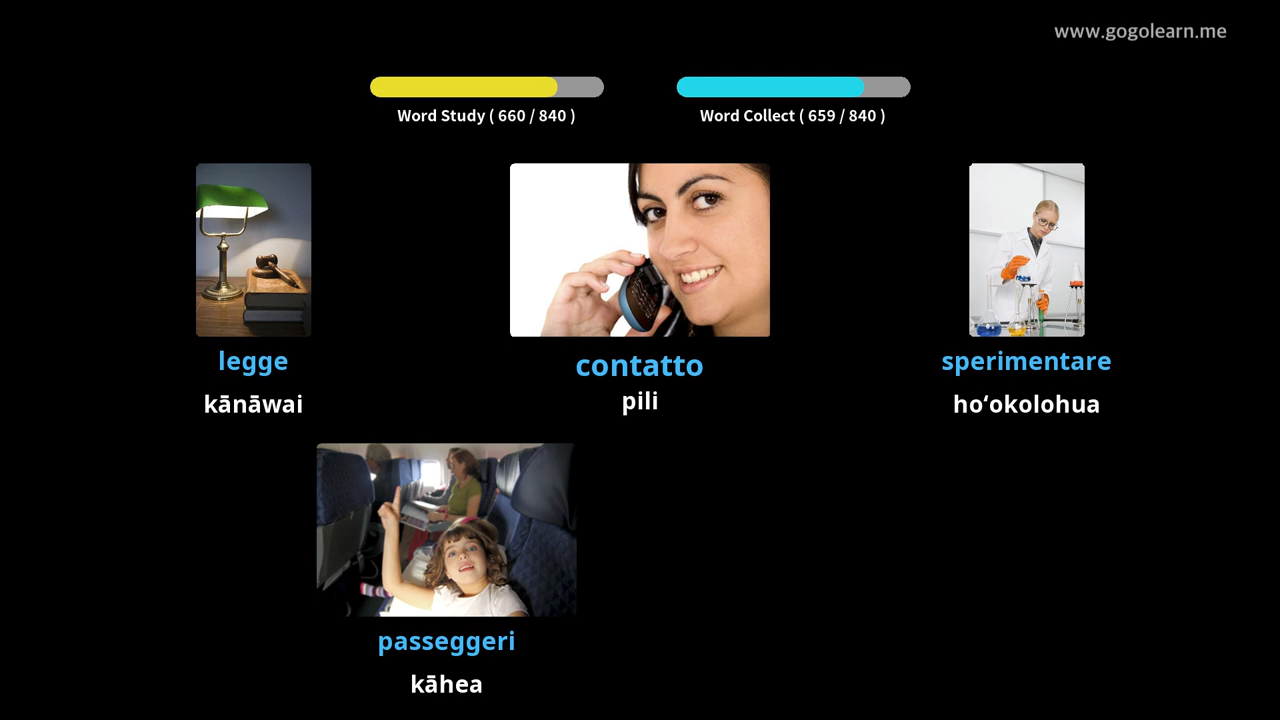 www.gogolearn.me
Word Study ( 660 / 840 )
Word Collect ( 659 / 840 )
legge
kānāwai
contatto
pili
sperimentare
hoʻokolohua
passeggeri
kāhea